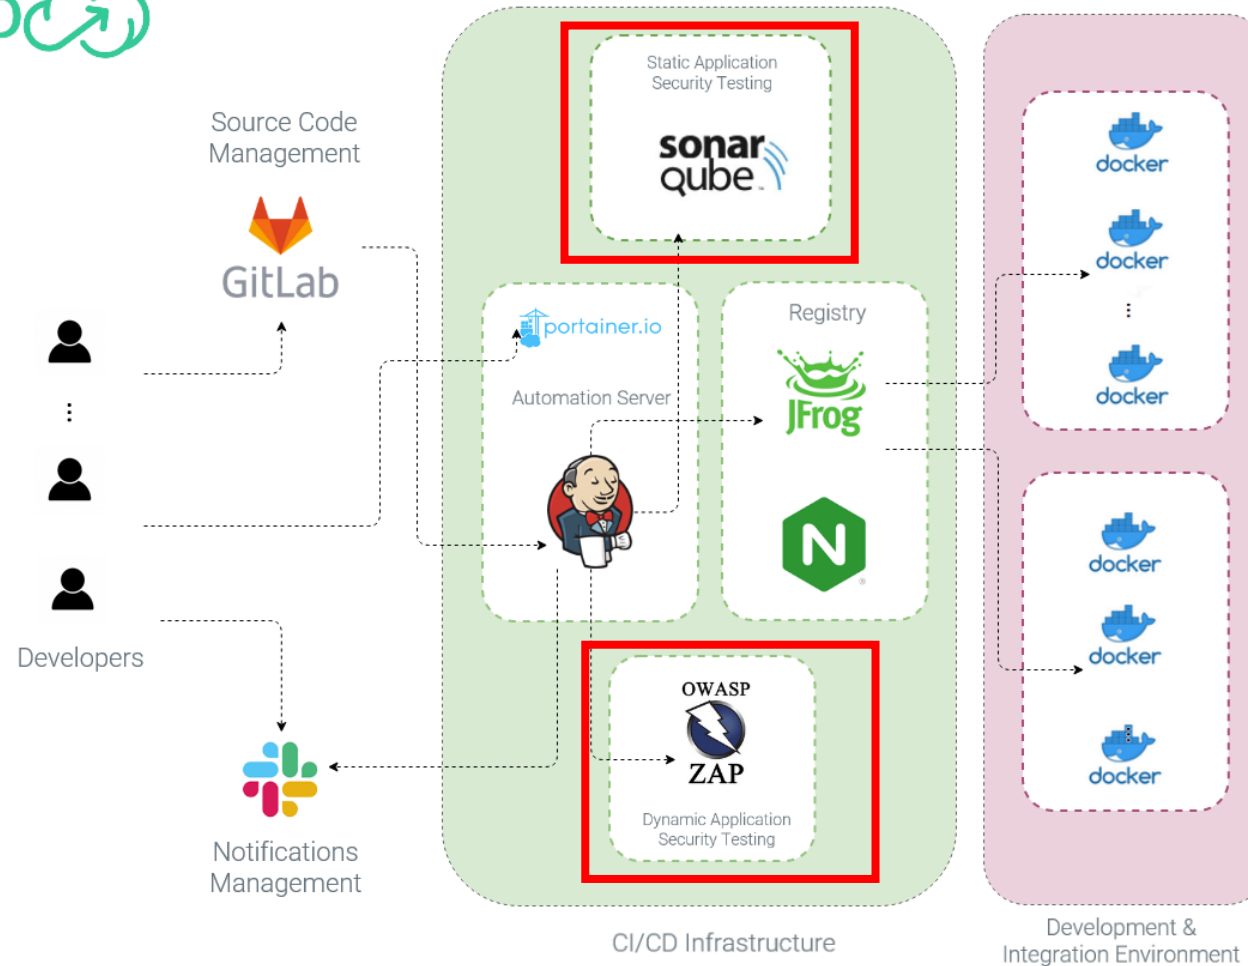 Source Code
Management
GitLab
Developers
Notifications
Management
Static Application
Security Testing
sonar
qube
portainer.io
Automation Server
Registry
JFrog
N
OWASP
ZAP
Dynamic Application
Security Testing
CI/CD Infrastructure
docker
docker
docker
docker
docker
docker
Development &
Integration Environment